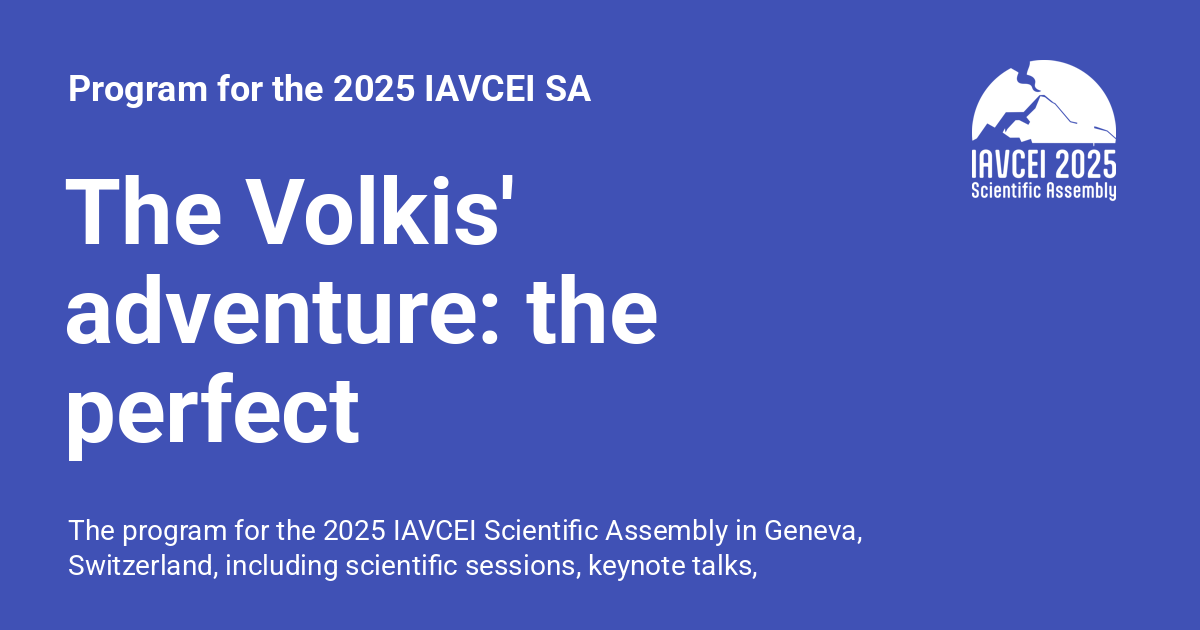 Program for the 2025 IAVCEI SA
IAVCEI 2025
Scientific Assembly
The Volkis'
adventure: the
perfect
The program for the 2025 IAVCEI Scientific Assembly in Geneva,
Switzerland, including scientific sessions, keynote talks,